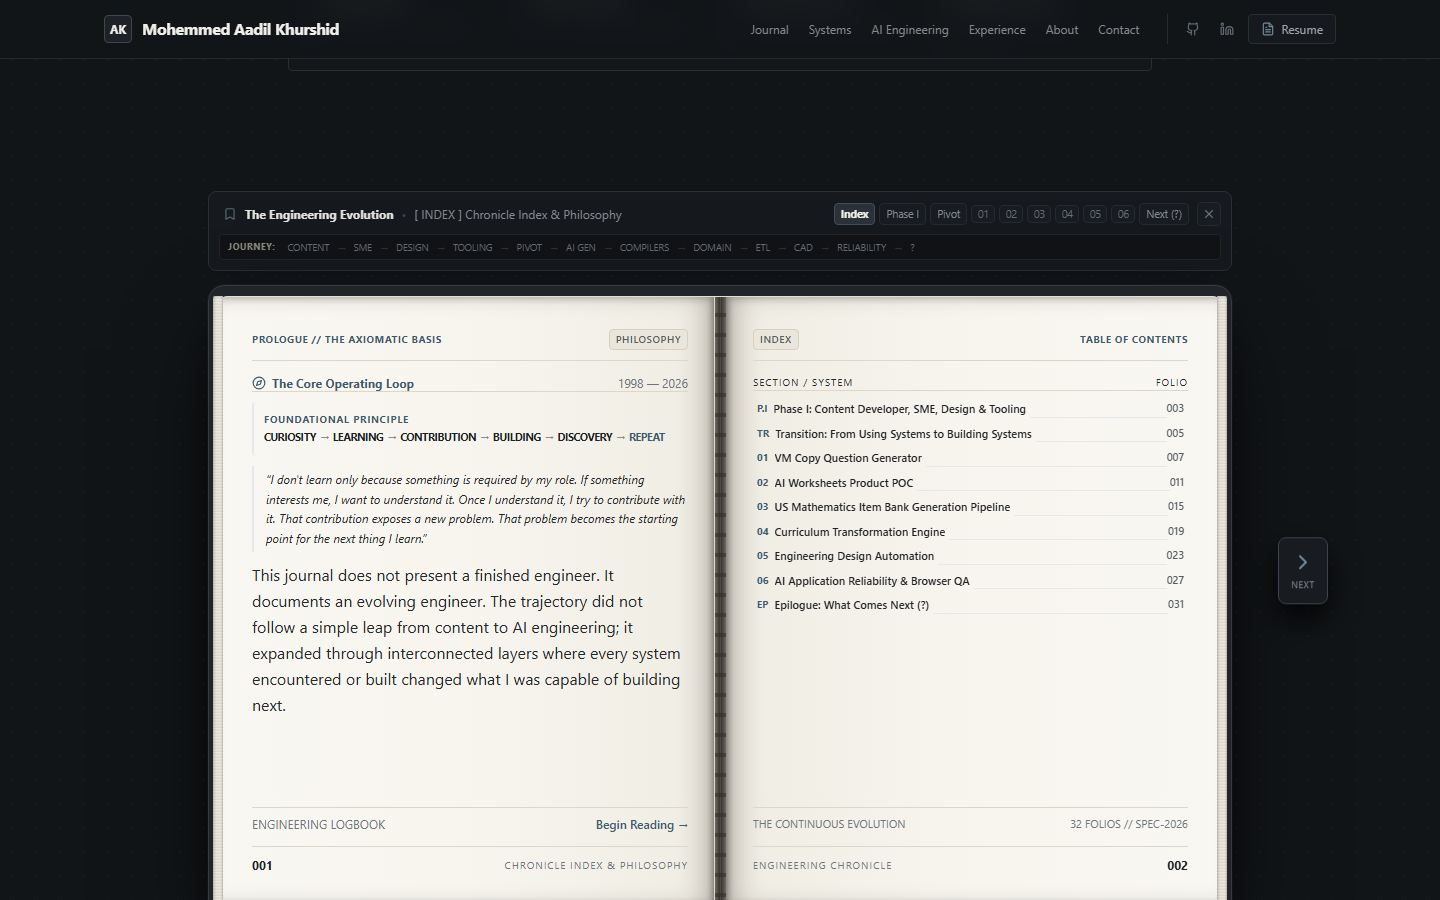 AK Mohemmed Aadil Khurshid
Journal Systems AI Engineering Experience About Contact Resume
The Engineering Evolution • [ INDEX ] Chronicle Index & Philosophy
Index Phase I Pivot 01 02 03 04 05 06 Next (?)
JOURNEY: CONTENT — SME — DESIGN — TOOLING — PIVOT — AI GEN — COMPILERS — DOMAIN — ETL — CAD — RELIABILITY — ?
PROLOGUE // THE AXIOMATIC BASIS PHILOSOPHY
The Core Operating Loop 1998 — 2026
FOUNDATIONAL PRINCIPLE
CURIOSITY → LEARNING → CONTRIBUTION → BUILDING → DISCOVERY → REPEAT
“I don't learn only because something is required by my role. If something
interests me, I want to understand it. Once I understand it, I try to contribute with
it. That contribution exposes a new problem. That problem becomes the starting
point for the next thing I learn.”
This journal does not present a finished engineer. It
documents an evolving engineer. The trajectory did not
follow a simple leap from content to AI engineering; it
expanded through interconnected layers where every system
encountered or built changed what I was capable of building
next.
ENGINEERING LOGBOOK Begin Reading →
001 CHRONICLE INDEX & PHILOSOPHY
INDEX TABLE OF CONTENTS
SECTION / SYSTEM FOLIO
P.I Phase I: Content Developer, SME, Design & Tooling 003
TR Transition: From Using Systems to Building Systems 005
01 VM Copy Question Generator 007
02 AI Worksheets Product POC 011
03 US Mathematics Item Bank Generation Pipeline 015
04 Curriculum Transformation Engine 019
05 Engineering Design Automation 023
06 AI Application Reliability & Browser QA 027
EP Epilogue: What Comes Next (?) 031
THE CONTINUOUS EVOLUTION 32 FOLIOS // SPEC-2026
ENGINEERING CHRONICLE 002
NEXT